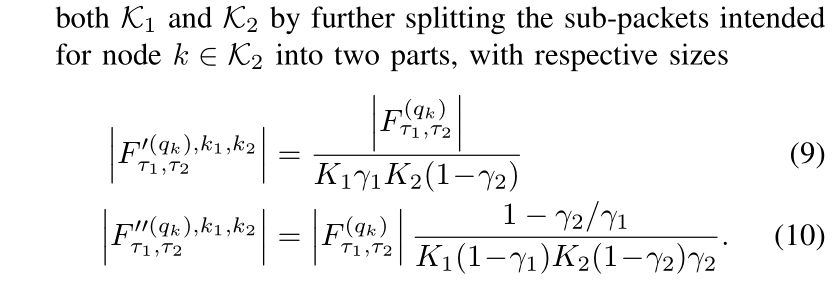 both $\mathcal{K}_1$ and $\mathcal{K}_2$ by further splitting the sub-packets intended
for node $k \in \mathcal{K}_2$ into two parts, with respective sizes
$\left|F'^{(q_k),k_1,k_2}_{\tau_1,\tau_2}\right| = \frac{\left|F^{(q_k)}_{\tau_1,\tau_2}\right|}{K_1\gamma_1 K_2(1-\gamma_2)}$ (9)
$\left|F''^{(q_k),k_1,k_2}_{\tau_1,\tau_2}\right| = \left|F^{(q_k)}_{\tau_1,\tau_2}\right| \frac{1-\gamma_2/\gamma_1}{K_1(1-\gamma_1)K_2(1-\gamma_2)\gamma_2}.$ (10)